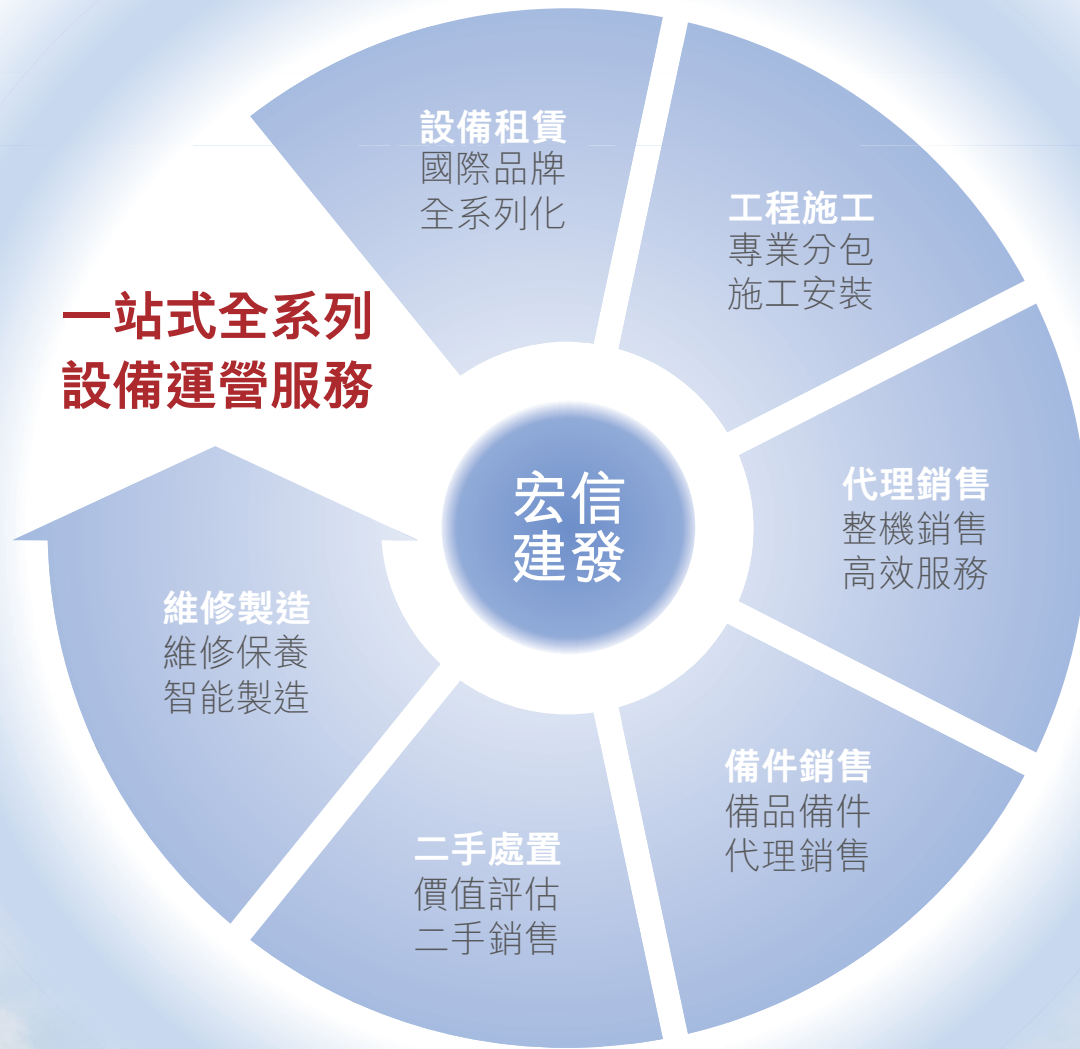 設備租賃
國際品牌
全系列化
工程施工
專業分包
施工安裝
一站式全系列
設備運營服務
宏信
建發
代理銷售
整機銷售
高效服務
維修製造
維修保養
智能製造
備件銷售
備品備件
代理銷售
二手處置
價值評估
二手銷售